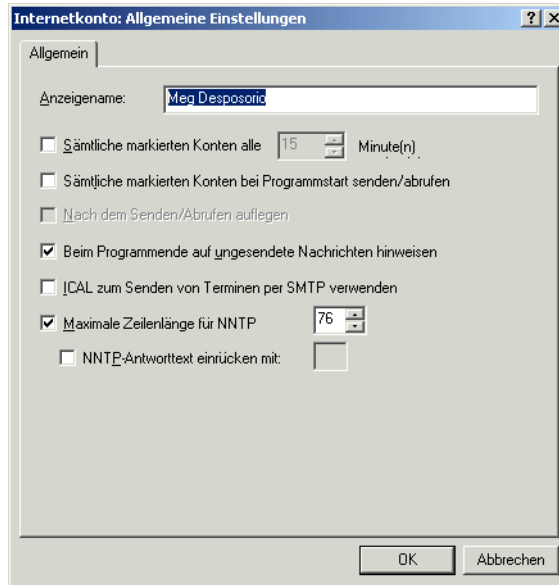 Internetkonto: Allgemeine Einstellungen
Allgemein
Anzeigename: Meg Desposorio
Sämtliche markierten Konten alle 15 Minute(n)
Sämtliche markierten Konten bei Programmstart senden/abrufen
Nach dem Senden/Abrufen auflegen
Beim Programmende auf ungesendete Nachrichten hinweisen
ICAL zum Senden von Terminen per SMTP verwenden
Maximale Zeilenlänge für NNTP 76
NNTP-Antworttext einrücken mit:
OK Abbrechen